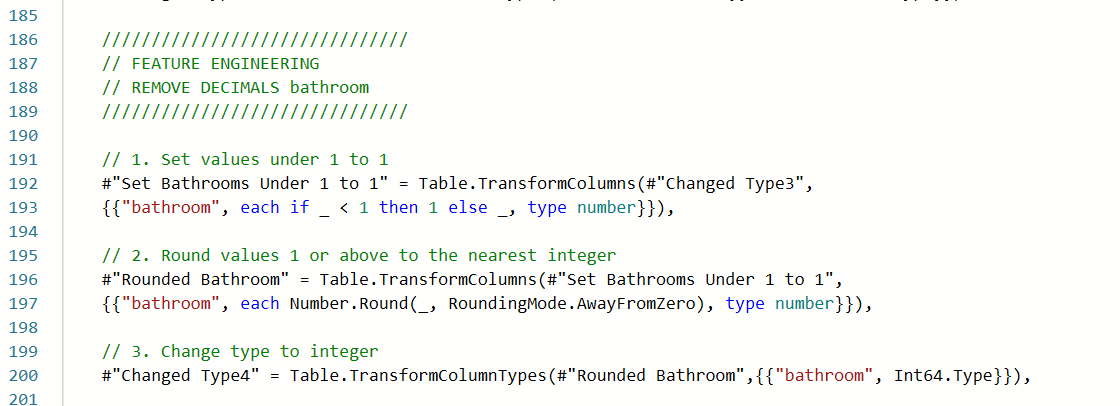 185
186 ///////////////////////////////
187 // FEATURE ENGINEERING
188 // REMOVE DECIMALS bathroom
189 ///////////////////////////////
190
191 // 1. Set values under 1 to 1
192 #"Set Bathrooms Under 1 to 1" = Table.TransformColumns(#"Changed Type3",
193 {{"bathroom", each if _ < 1 then 1 else _, type number}}),
194
195 // 2. Round values 1 or above to the nearest integer
196 #"Rounded Bathroom" = Table.TransformColumns(#"Set Bathrooms Under 1 to 1",
197 {{"bathroom", each Number.Round(_, RoundingMode.AwayFromZero), type number}}),
198
199 // 3. Change type to integer
200 #"Changed Type4" = Table.TransformColumnTypes(#"Rounded Bathroom",{{"bathroom", Int64.Type}}),
201